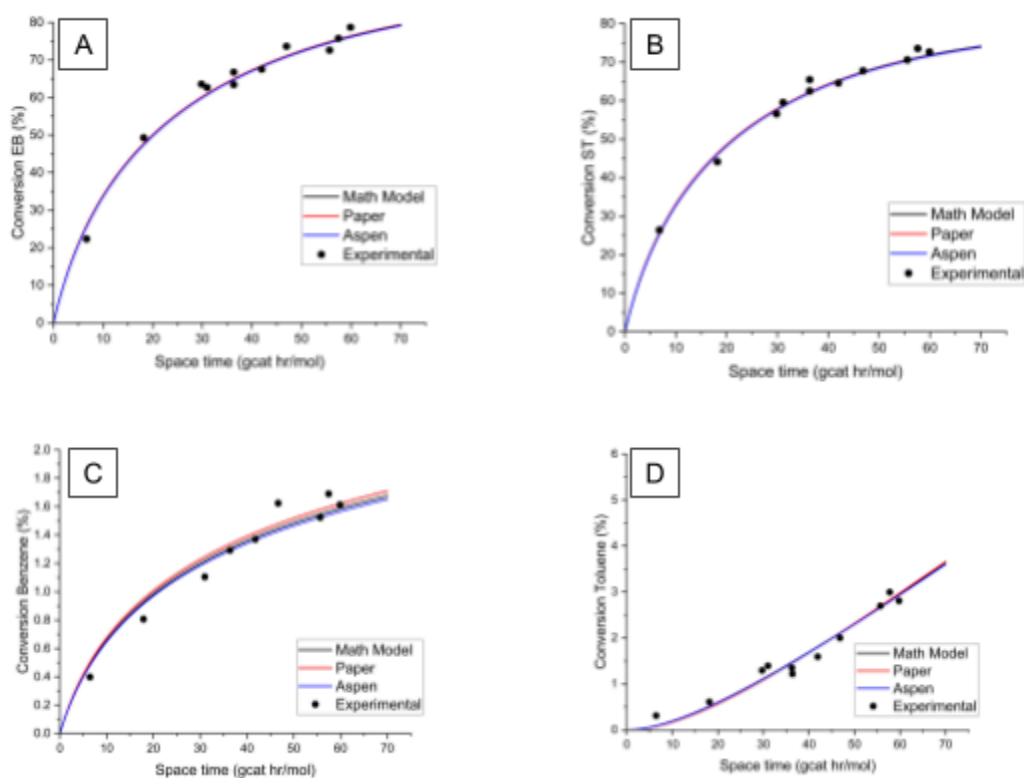 A
Conversion EB (%)
80
70
60
50
40
30
20
10
0
Math Model
Paper
Aspen
Experimental
0 10 20 30 40 50 60 70
Space time (gcat hr/mol)
B
Conversion ST (%)
80
70
60
50
40
30
20
10
0
Math Model
Paper
Aspen
Experimental
0 10 20 30 40 50 60 70
Space time (gcat hr/mol)
C
Conversion Benzene (%)
2.0
1.8
1.6
1.4
1.2
1.0
0.8
0.6
0.4
0.2
0.0
Math Model
Paper
Aspen
Experimental
0 10 20 30 40 50 60 70
Space time (gcat hr/mol)
D
Conversion Toluene (%)
6
5
4
3
2
1
0
Math Model
Paper
Aspen
Experimental
0 10 20 30 40 50 60 70
Space time (gcat hr/mol)